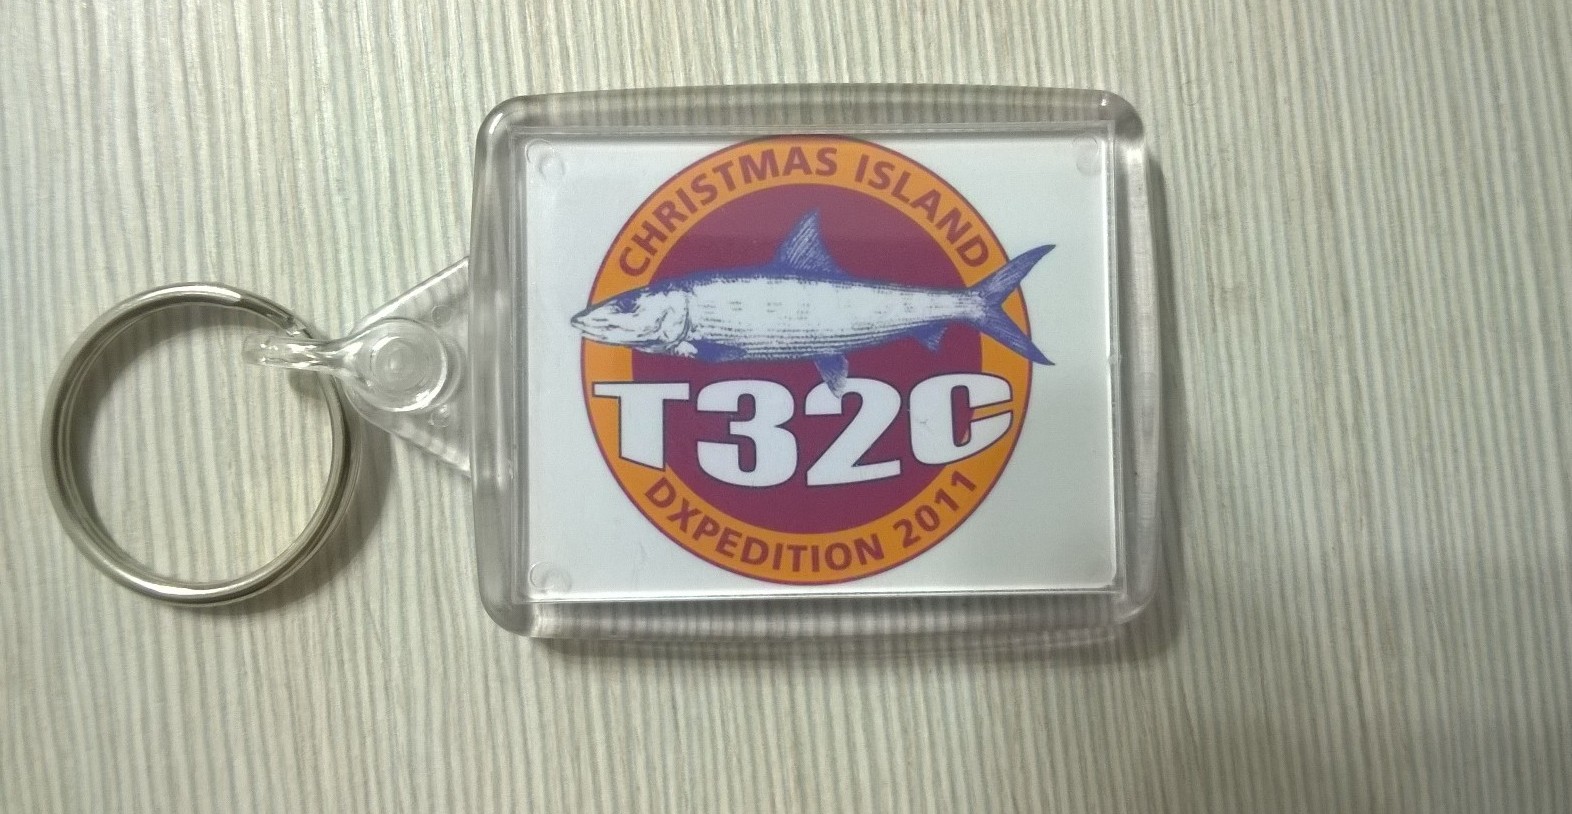 CHRISTMAS ISLAND
T32C
DXPEDITION 2011